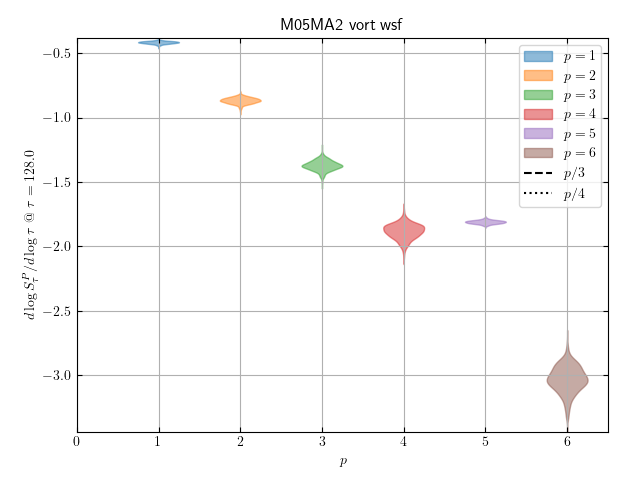 M05MA2 vort wsf
d log S_τ^P / d log τ @ τ = 128.0
−0.5
−1.0
−1.5
−2.0
−2.5
−3.0
0
1
2
3
4
5
6
p
p = 1
p = 2
p = 3
p = 4
p = 5
p = 6
p/3
p/4